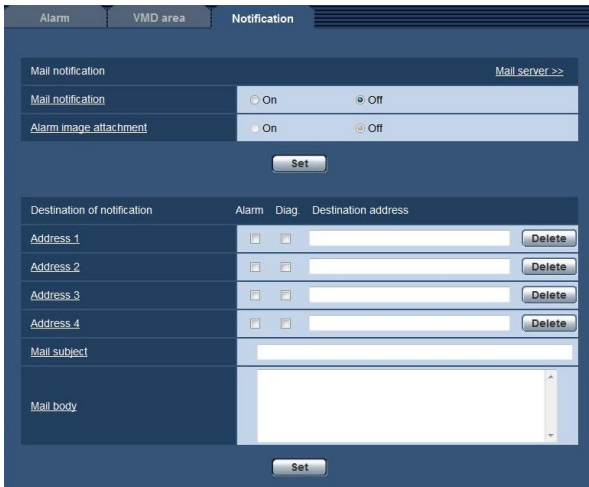 Alarm VMD area Notification
Mail notification Mail server >>
Mail notification On Off
Alarm image attachment On Off
Set
Destination of notification Alarm Diag. Destination address
Address 1 Delete
Address 2 Delete
Address 3 Delete
Address 4 Delete
Mail subject
Mail body
Set